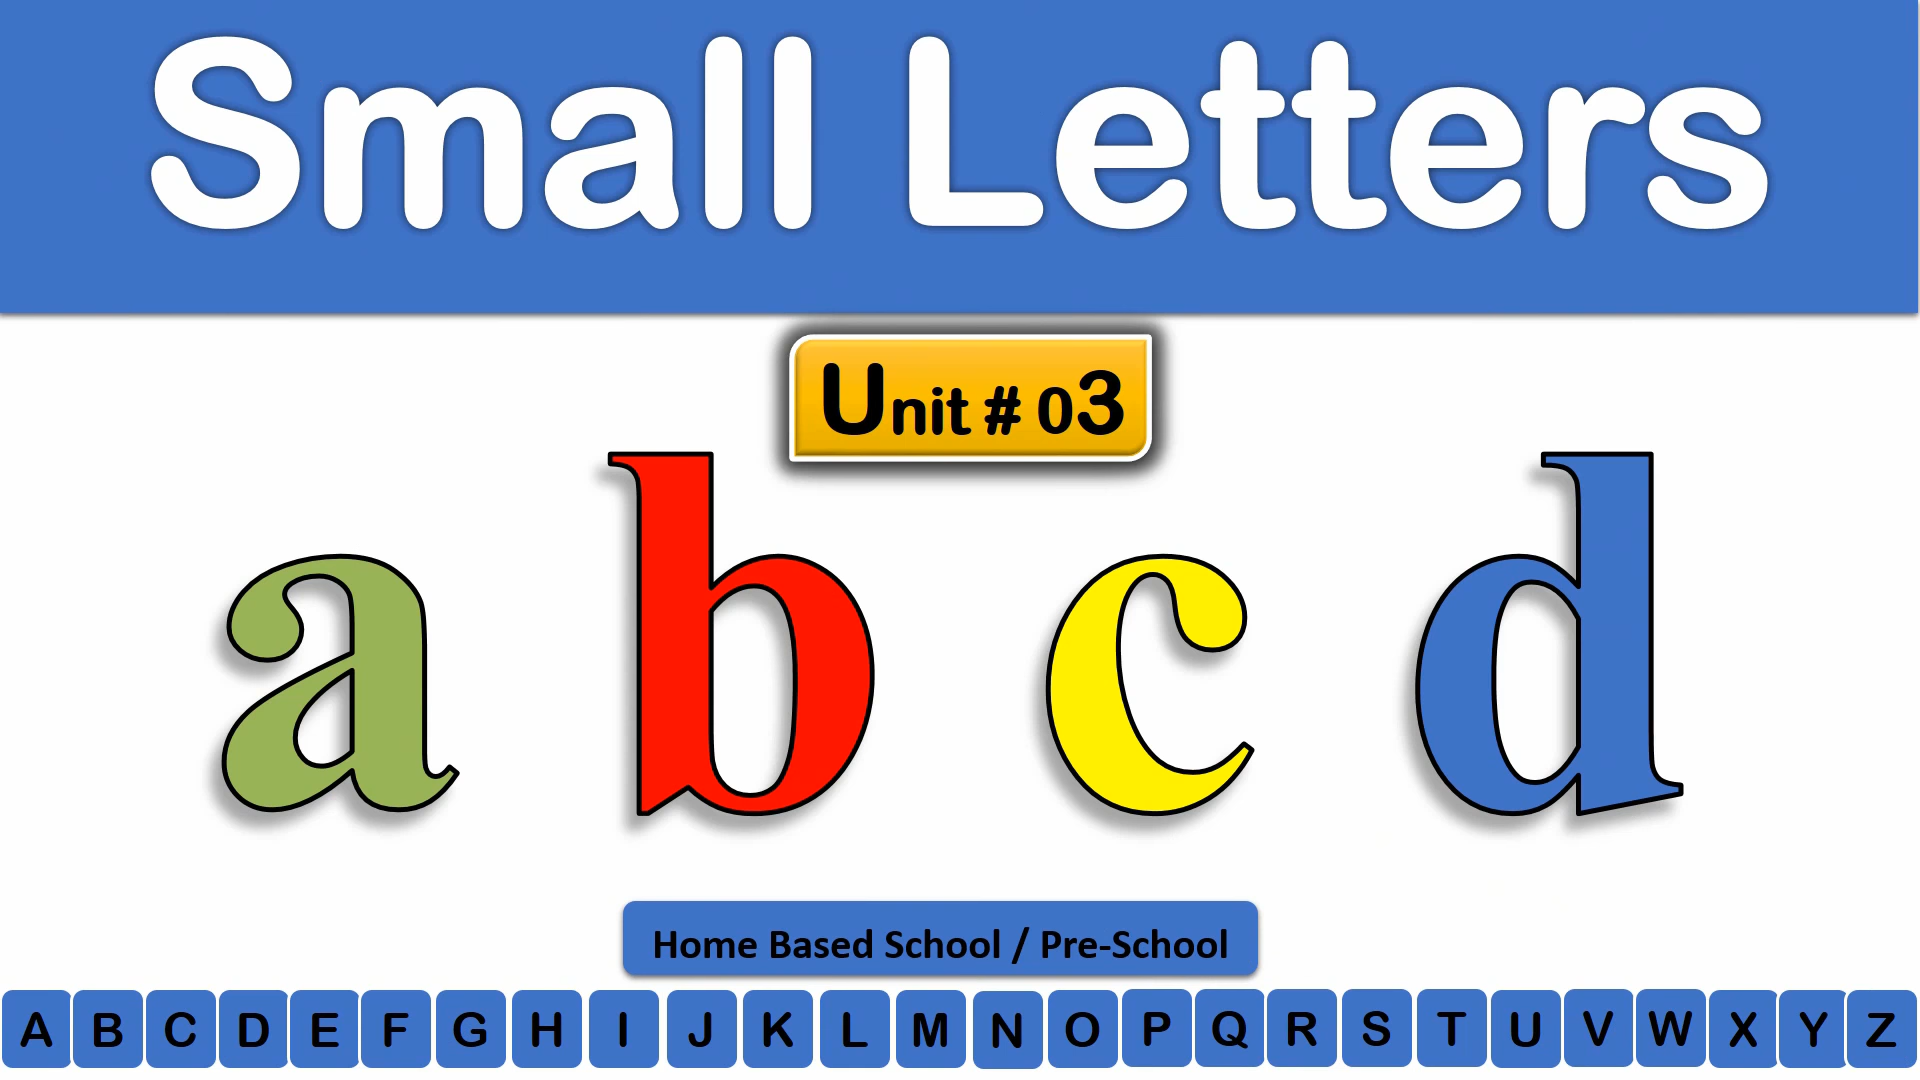 Small Letters
Unit # 03
a b c d
Home Based School / Pre-School
A B C D E F G H I J K L M N O P Q R S T U V W X Y Z